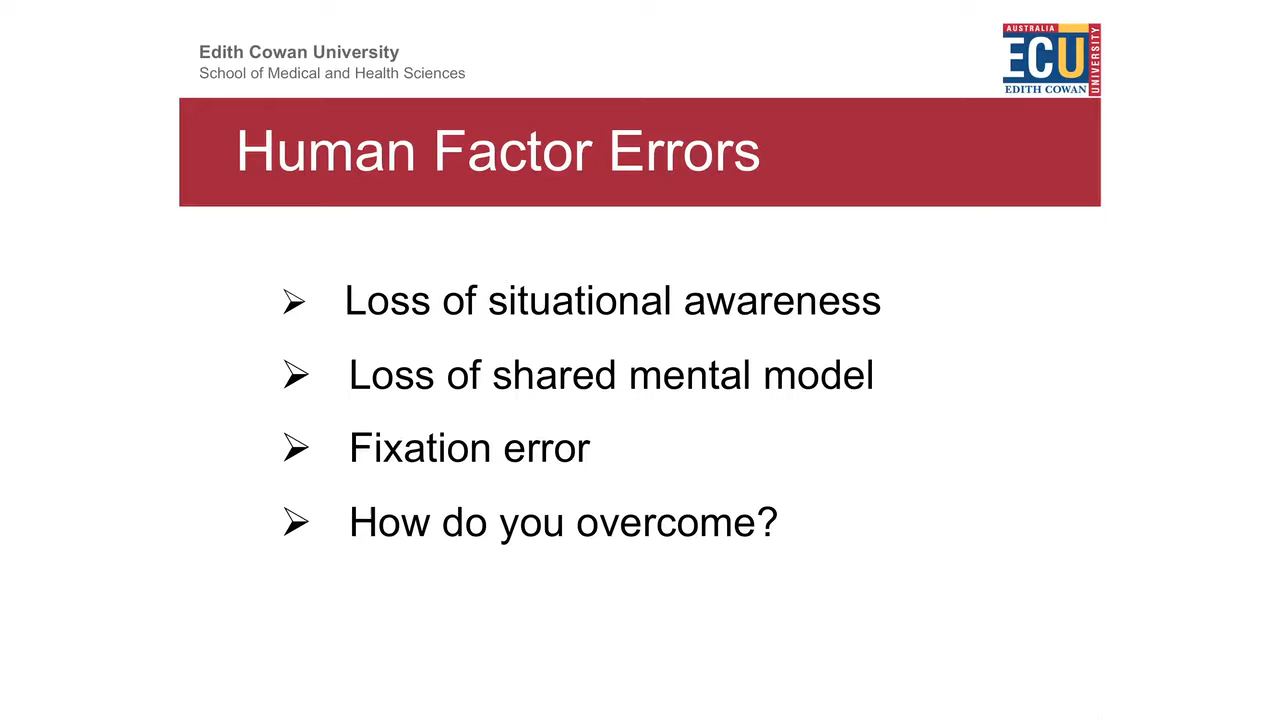 Edith Cowan University
School of Medical and Health Sciences
AUSTRALIA
ECU
EDITH COWAN
UNIVERSITY
Human Factor Errors
Loss of situational awareness
Loss of shared mental model
Fixation error
How do you overcome?